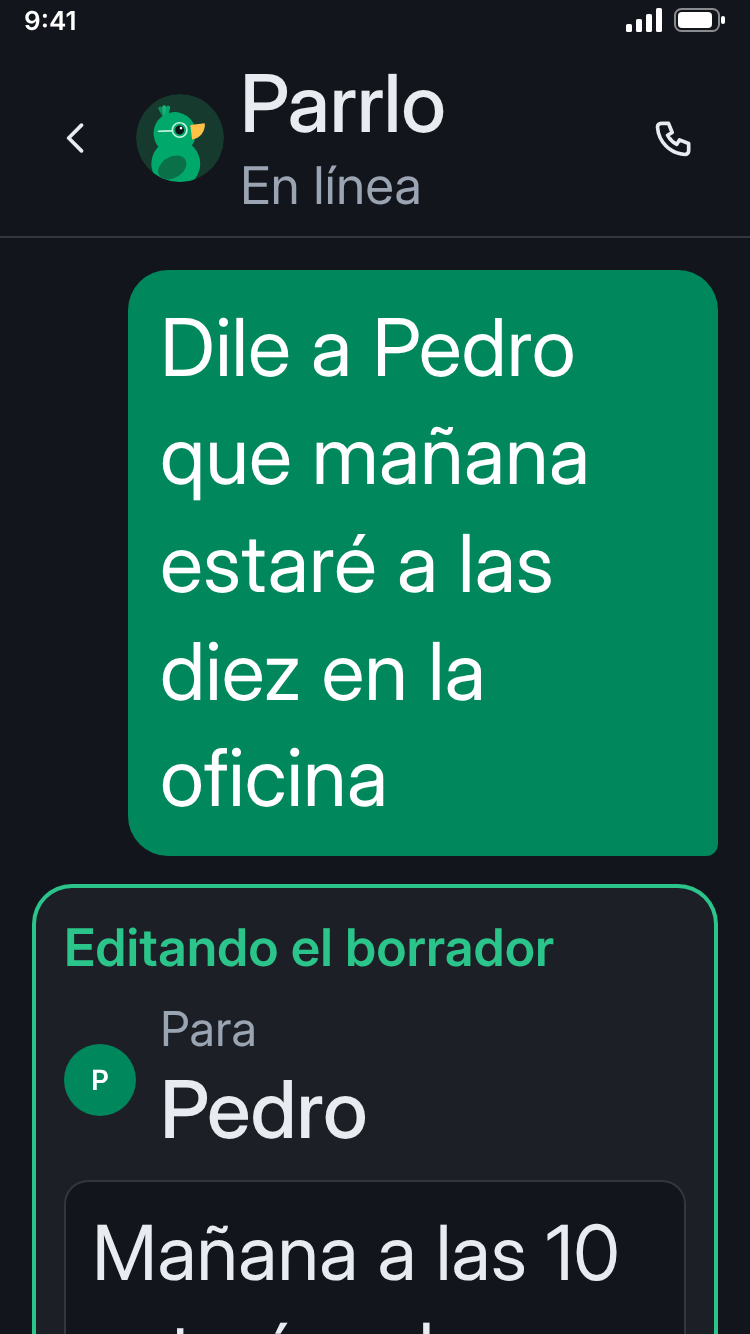 9:41
Parrlo
En línea
Dile a Pedro
que mañana
estaré a las
diez en la
oficina
Editando el borrador
Para
P
Pedro
Mañana a las 10